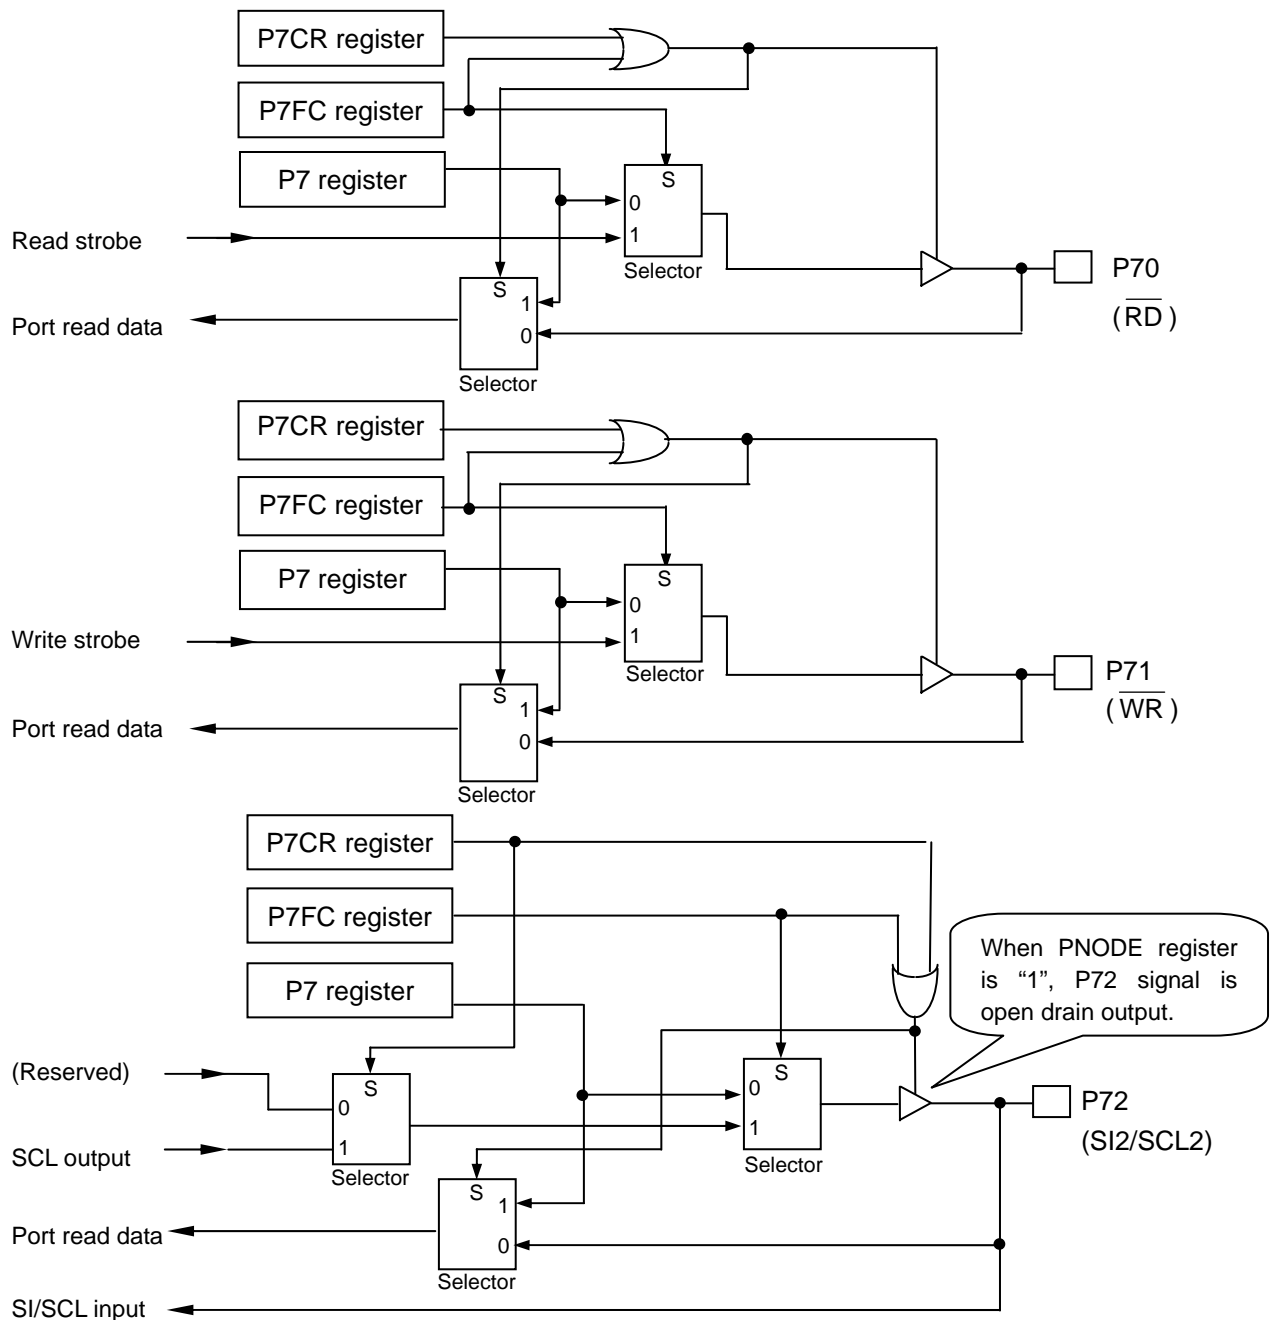 P7CR register
P7FC register
P7 register
S
0
1
Selector
Read strobe
S
1
0
Selector
Port read data
P70
(RD)
P7CR register
P7FC register
P7 register
S
0
1
Selector
Write strobe
S
1
0
Selector
Port read data
P71
(WR)
P7CR register
P7FC register
P7 register
When PNODE register
is “1”, P72 signal is
open drain output.
(Reserved)
SCL output
S
0
1
Selector
S
0
1
Selector
P72
(SI2/SCL2)
S
1
0
Selector
Port read data
SI/SCL input